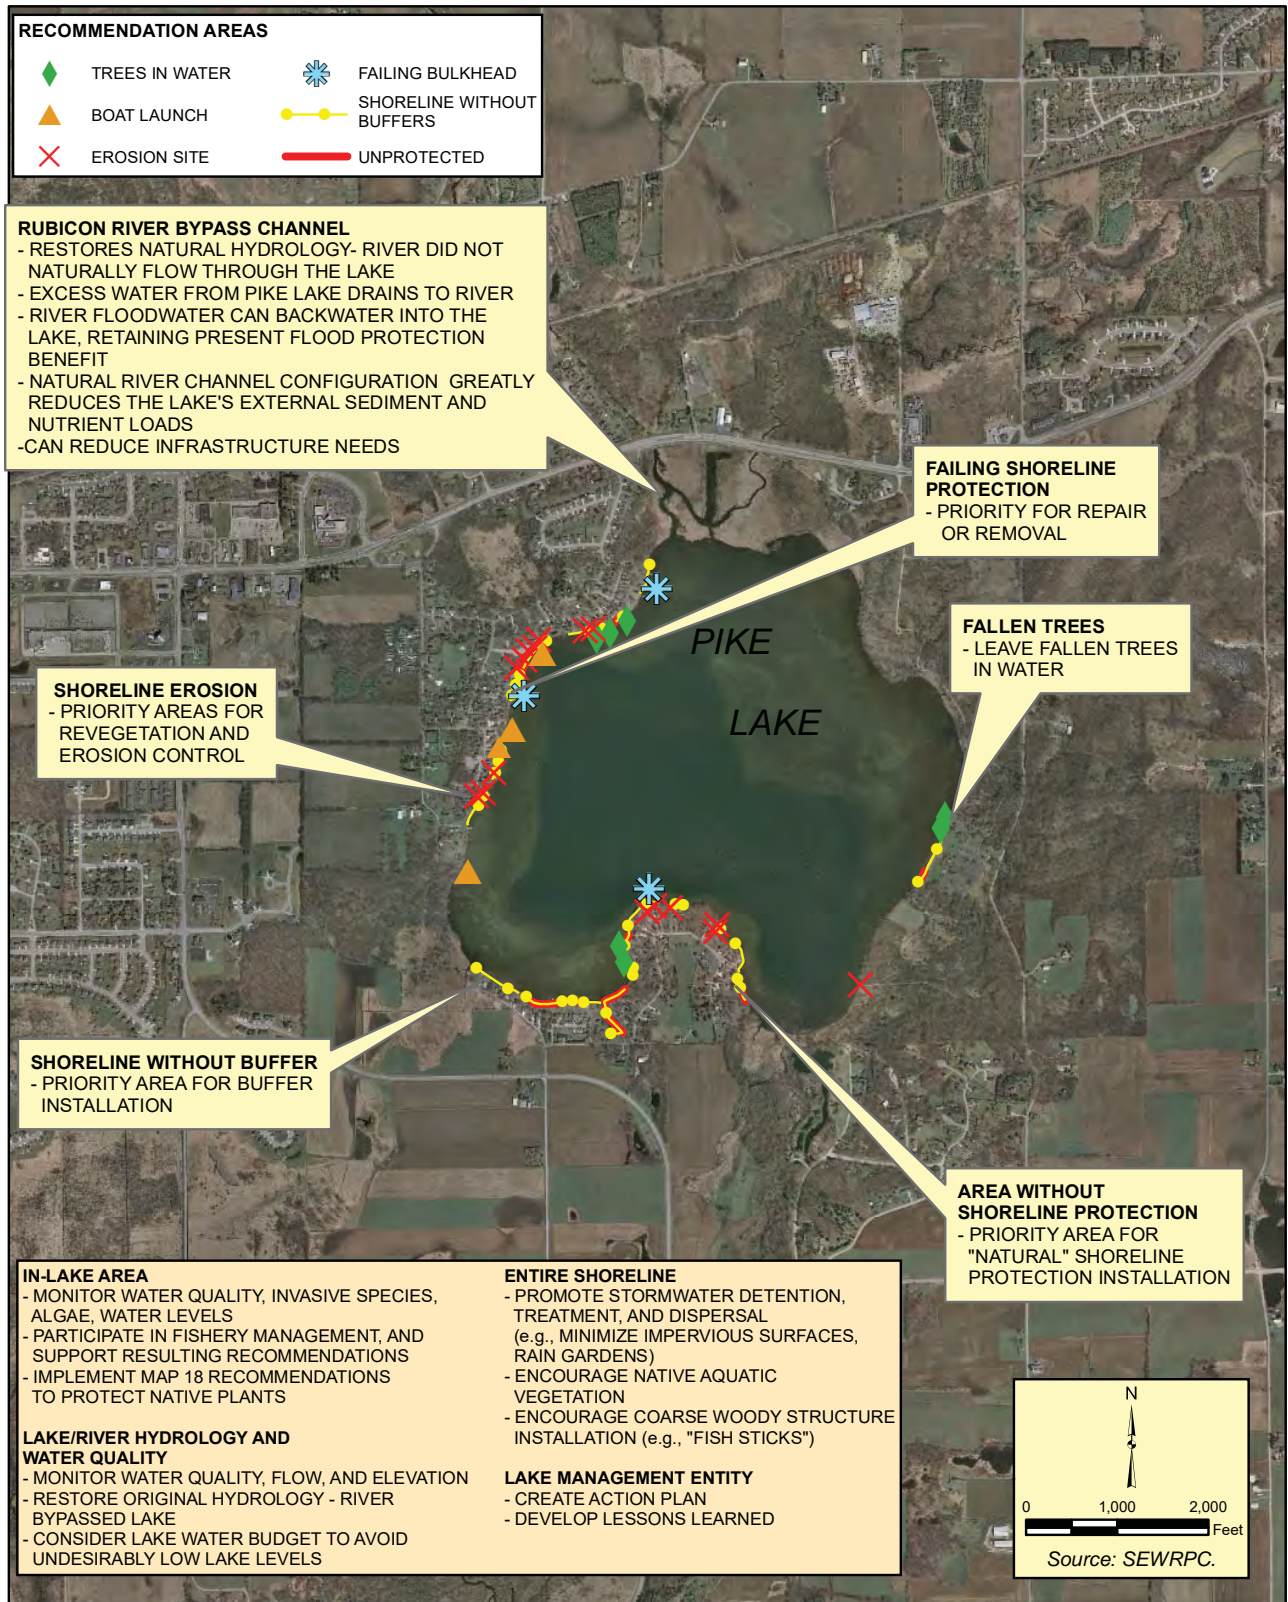 RECOMMENDATION AREAS
TREES IN WATER
BOAT LAUNCH
EROSION SITE
FAILING BULKHEAD
SHORELINE WITHOUT
BUFFERS
UNPROTECTED
RUBICON RIVER BYPASS CHANNEL
- RESTORES NATURAL HYDROLOGY- RIVER DID NOT
NATURALLY FLOW THROUGH THE LAKE
- EXCESS WATER FROM PIKE LAKE DRAINS TO RIVER
- RIVER FLOODWATER CAN BACKWATER INTO THE
LAKE, RETAINING PRESENT FLOOD PROTECTION
BENEFIT
- NATURAL RIVER CHANNEL CONFIGURATION GREATLY
REDUCES THE LAKE'S EXTERNAL SEDIMENT AND
NUTRIENT LOADS
-CAN REDUCE INFRASTRUCTURE NEEDS
FAILING SHORELINE
PROTECTION
- PRIORITY FOR REPAIR
OR REMOVAL
FALLEN TREES
- LEAVE FALLEN TREES
IN WATER
PIKE
LAKE
SHORELINE EROSION
- PRIORITY AREAS FOR
REVEGETATION AND
EROSION CONTROL
SHORELINE WITHOUT BUFFER
- PRIORITY AREA FOR BUFFER
INSTALLATION
AREA WITHOUT
SHORELINE PROTECTION
- PRIORITY AREA FOR
"NATURAL" SHORELINE
PROTECTION INSTALLATION
IN-LAKE AREA
- MONITOR WATER QUALITY, INVASIVE SPECIES,
ALGAE, WATER LEVELS
- PARTICIPATE IN FISHERY MANAGEMENT, AND
SUPPORT RESULTING RECOMMENDATIONS
- IMPLEMENT MAP 18 RECOMMENDATIONS
TO PROTECT NATIVE PLANTS
LAKE/RIVER HYDROLOGY AND
WATER QUALITY
- MONITOR WATER QUALITY, FLOW, AND ELEVATION
- RESTORE ORIGINAL HYDROLOGY - RIVER
BYPASSED LAKE
- CONSIDER LAKE WATER BUDGET TO AVOID
UNDESIRABLY LOW LAKE LEVELS
ENTIRE SHORELINE
- PROMOTE STORMWATER DETENTION,
TREATMENT, AND DISPERSAL
(e.g., MINIMIZE IMPERVIOUS SURFACES,
RAIN GARDENS)
- ENCOURAGE NATIVE AQUATIC
VEGETATION
- ENCOURAGE COARSE WOODY STRUCTURE
INSTALLATION (e.g., "FISH STICKS")
LAKE MANAGEMENT ENTITY
- CREATE ACTION PLAN
- DEVELOP LESSONS LEARNED
N
0 1,000 2,000
Feet
Source: SEWRPC.